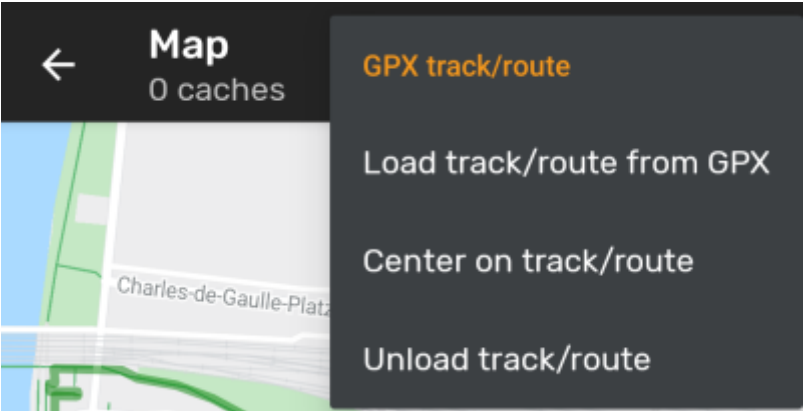 Map
0 caches
GPX track/route
Load track/route from GPX
Center on track/route
Unload track/route
Charles-de-Gaulle-Platz